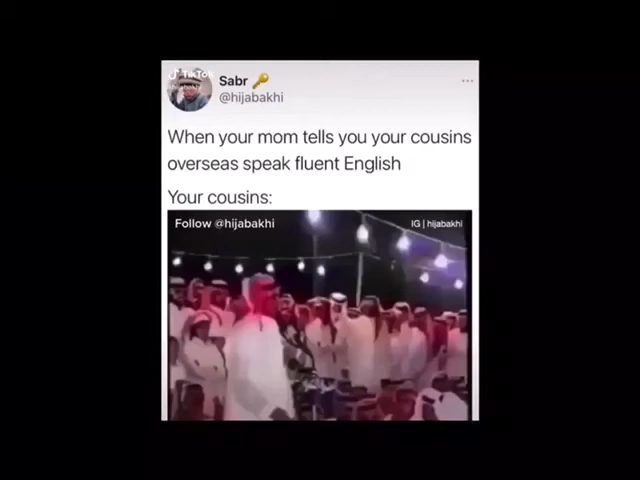 TikTok
Sabr 🔑
@hijabakhi
When your mom tells you your cousins
overseas speak fluent English
Your cousins:
Follow @hijabakhi
IG | hijabakhi